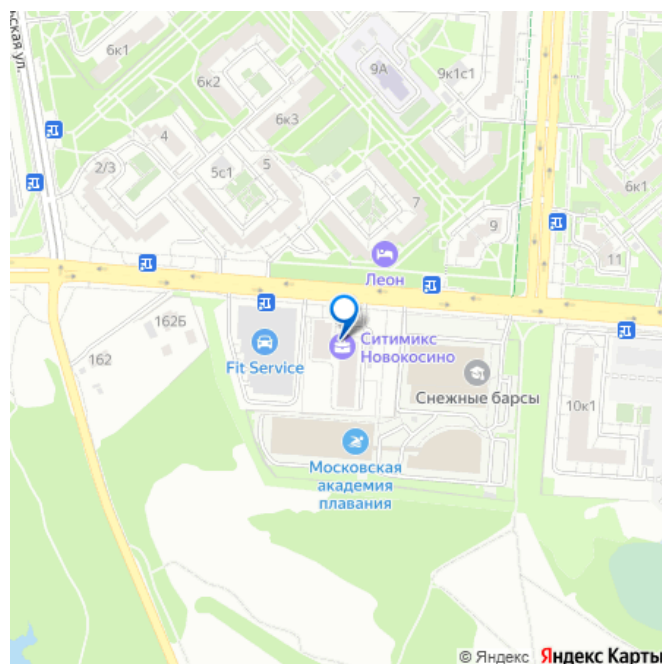 ская ул.
6к1
6к2
6к3
9А
9к1с1
4
2/3
5с1
5
7
9
6к1
11
Леон
162Б
162
Fit Service
Ситимикс
Новокосино
Снежные барсы
10к1
Московская
академия
плавания
© Яндекс Яндекс Карты